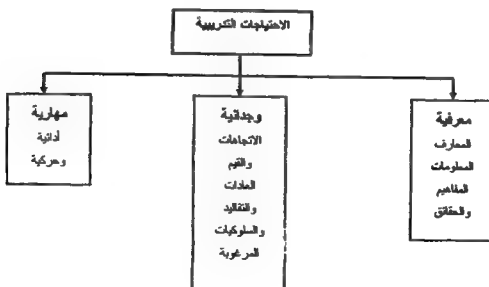 الاحتياجات التدريبية
معرفية
المعارف
المعلومات
المفاهيم
والحقائق
وجدانية
الاتجاهات
والقيم
العادات
والتقاليد
والسلوكيات
المرغوبة
مهارية
أدائية
وحركية